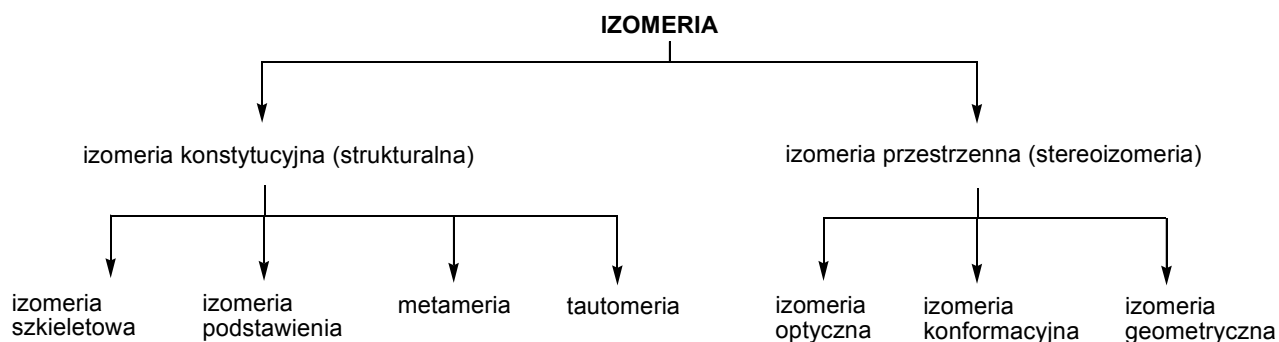 IZOMERIA
izomeria konstytucyjna (strukturalna)
izomeria przestrzenna (stereoizomeria)
izomeria
szkieletowa
izomeria
podstawienia
metameria
tautomeria
izomeria
optyczna
izomeria
konformacyjna
izomeria
geometryczna